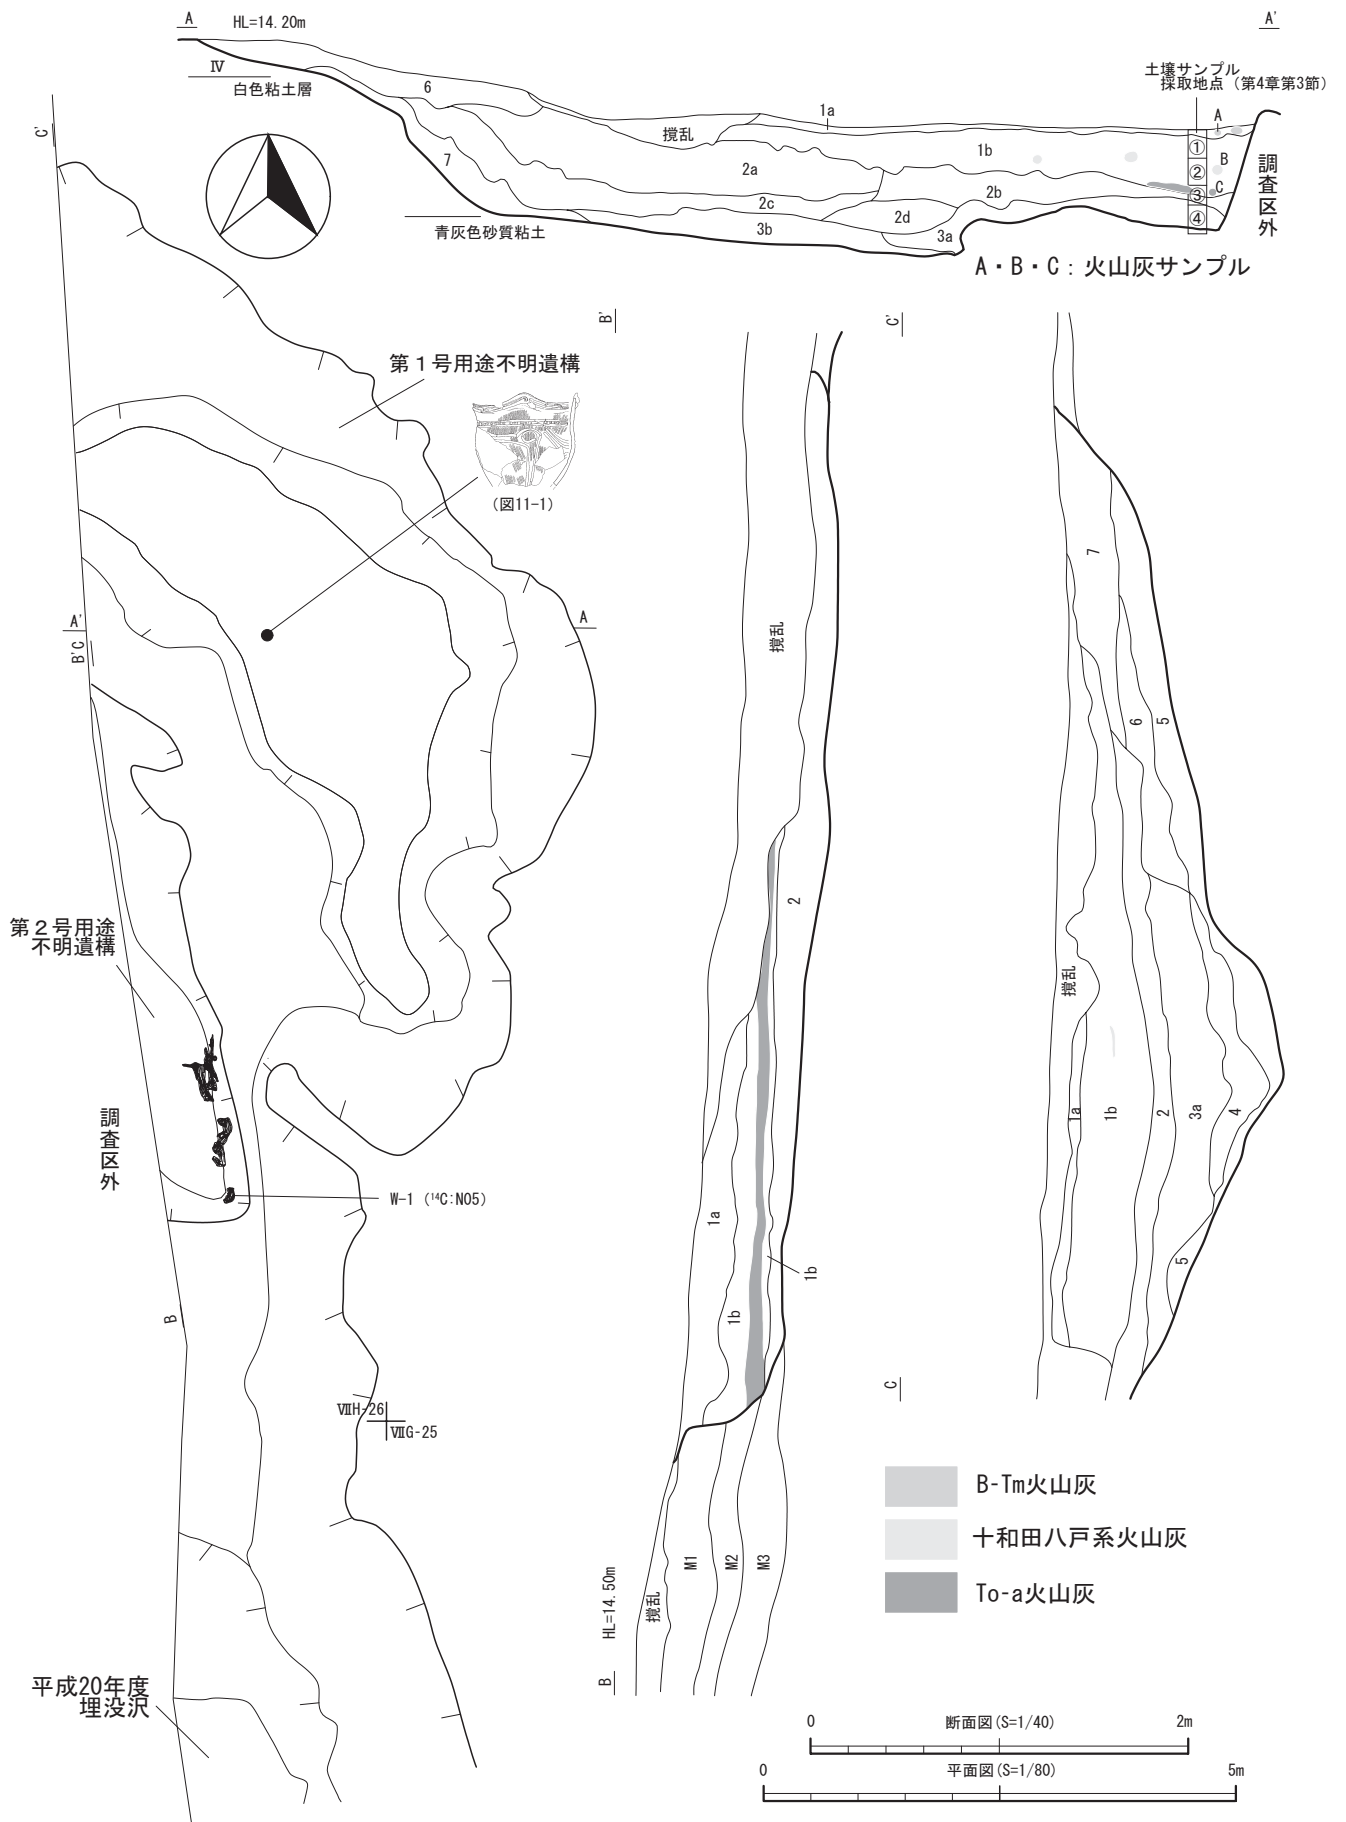 A
HL=14.20m
A'
Ⅳ
白色粘土層
土壌サンプル
採取地点（第4章第3節）
6
1a
A
撹乱
①
1b
B
2a
②
7
C
2b
③
2c
④
2d
調査区外
青灰色砂質粘土
3b
3a
A・B・C：火山灰サンプル
C'
B'
C'
第１号用途不明遺構
（図11-1）
7
A'
A
B' C
撹乱
6
5
2
第２号用途
不明遺構
撹乱
調査区外
1a
1b
2
3a
4
W-1（¹⁴C:NO5）
1a
5
1b
1b
B
C
ⅦH-26
ⅦG-25
B-Tm火山灰
十和田八戸系火山灰
To-a火山灰
M1
M2
M3
撹乱
HL=14.50m
B
平成20年度
埋没沢
0
断面図(S=1/40)
2m
0
平面図(S=1/80)
5m